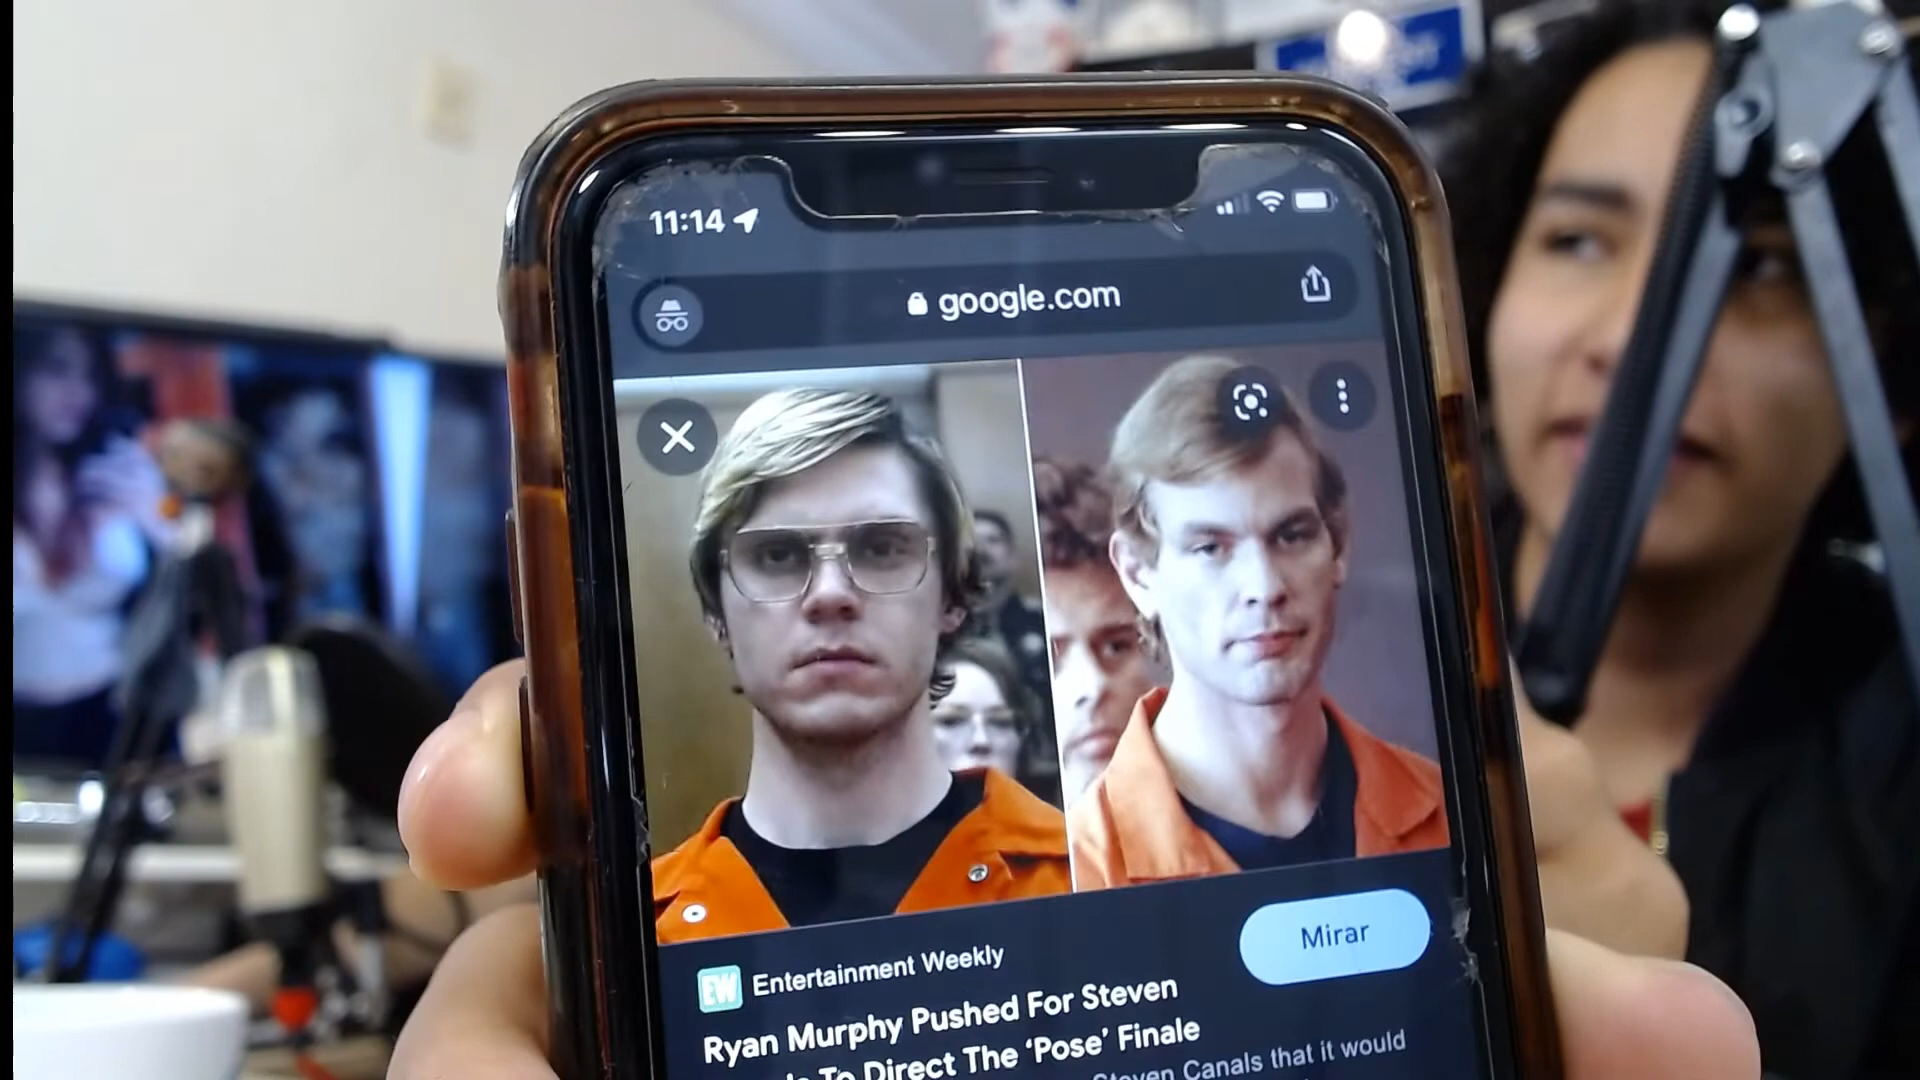 11:14
google.com
Mirar
EW
Entertainment Weekly
Ryan Murphy Pushed For Steven
To Direct The ‘Pose’ Finale
Steven Canals that it would